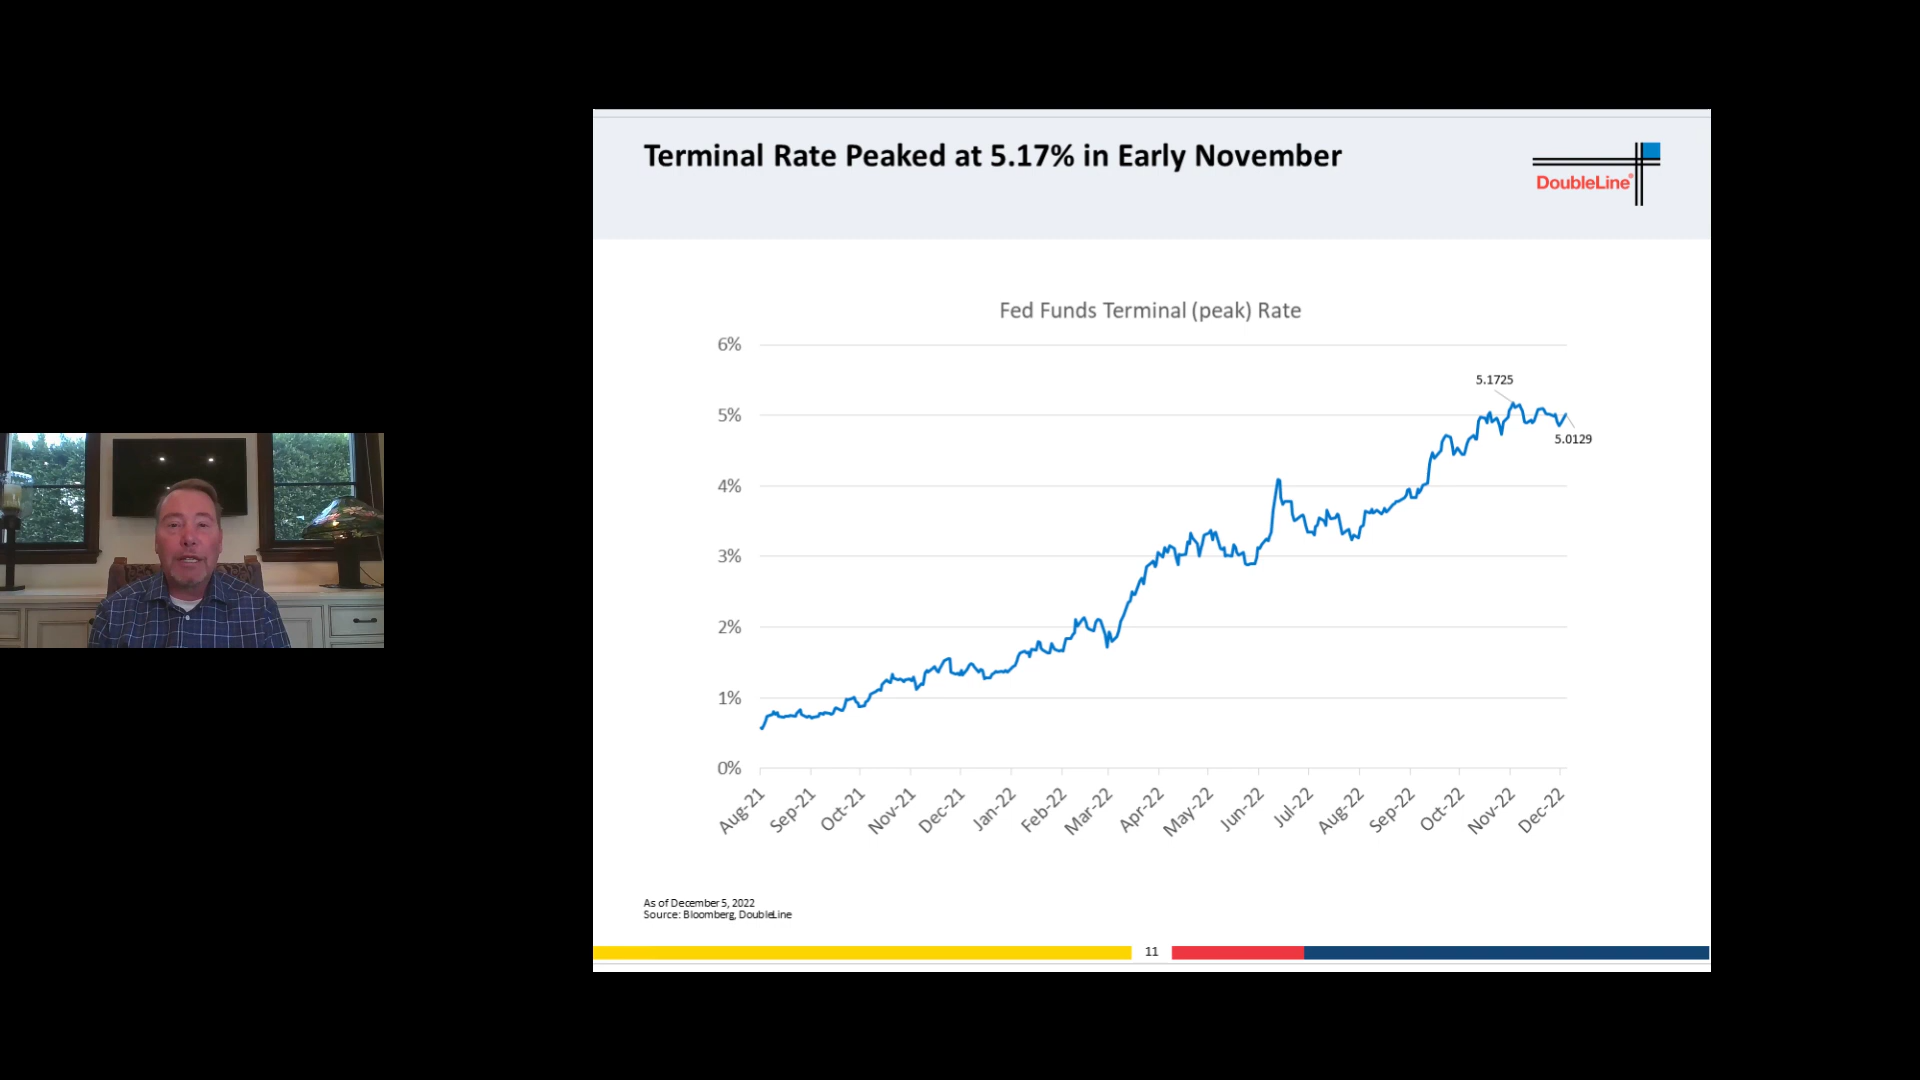 Terminal Rate Peaked at 5.17% in Early November
DoubleLine®
Fed Funds Terminal (peak) Rate
6%
5%
4%
3%
2%
1%
0%
5.1725
5.0129
Aug-21
Sep-21
Oct-21
Nov-21
Dec-21
Jan-22
Feb-22
Mar-22
Apr-22
May-22
Jun-22
Jul-22
Aug-22
Sep-22
Oct-22
Nov-22
Dec-22
As of December 5, 2022
Source: Bloomberg, DoubleLine
11